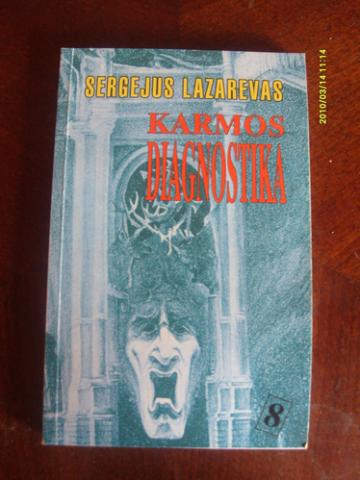 SERGEJUS LAZAREVAS
KARMOS
DIAGNOSTIKA
8
2010/03/14 11:14